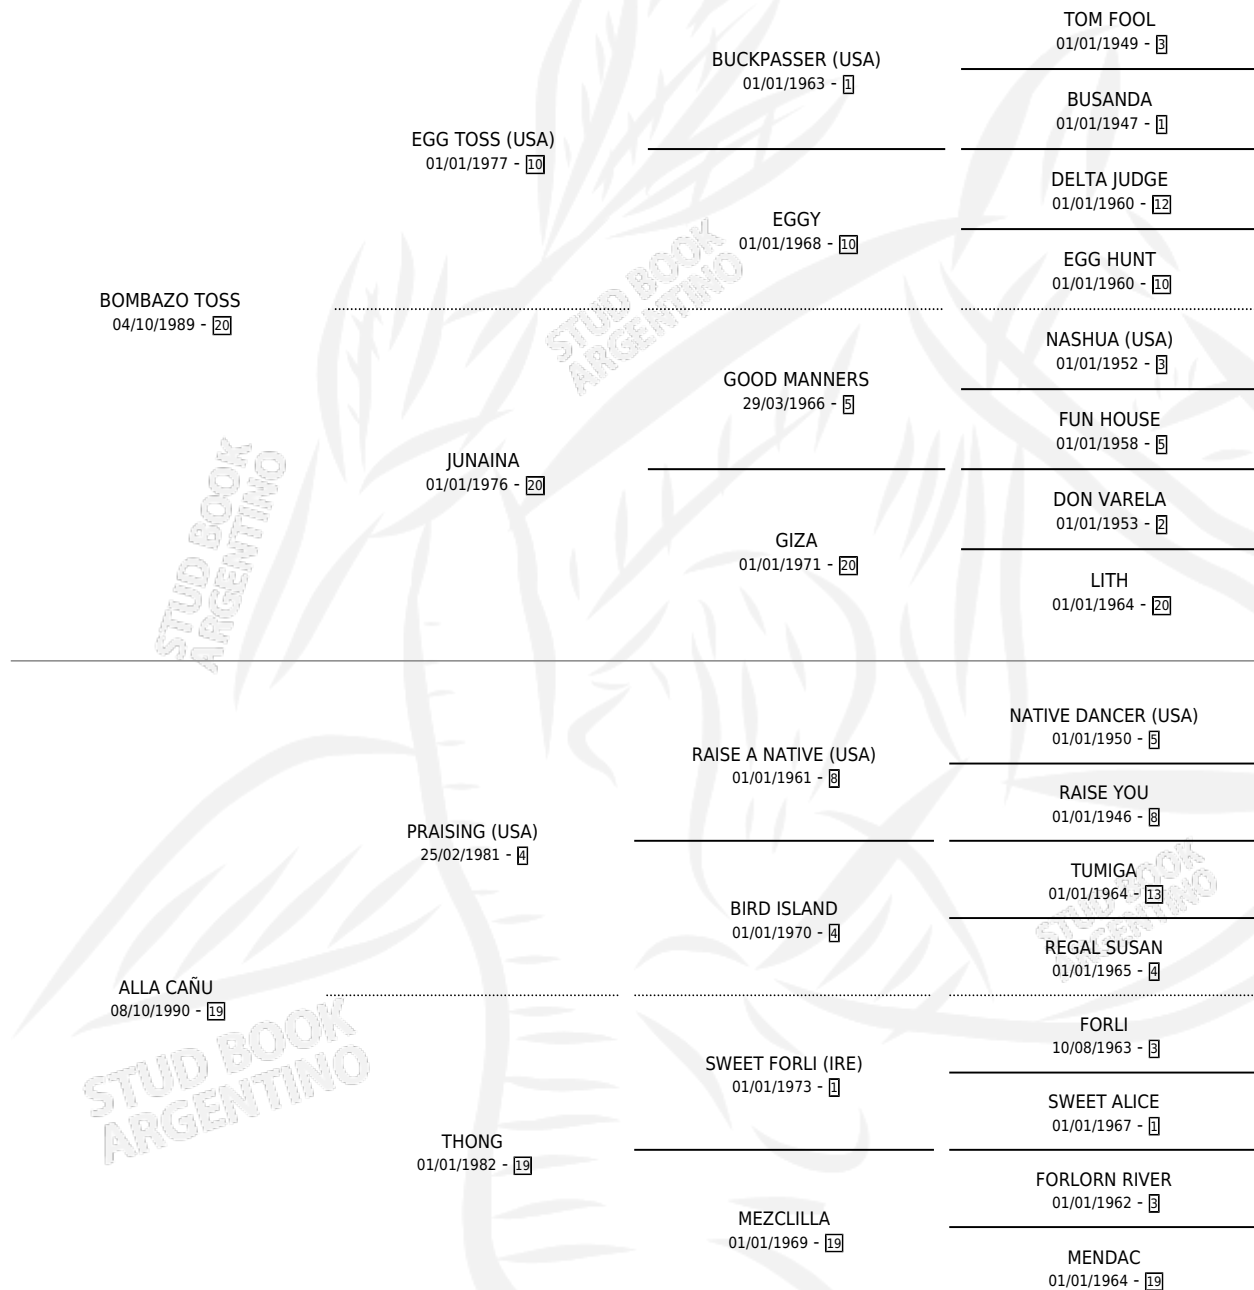 TOM FOOL
01/01/1949 - 3
BUCKPASSER (USA)
01/01/1963 - 1
BUSANDA
01/01/1947 - 1
EGG TOSS (USA)
01/01/1977 - 10
DELTA JUDGE
01/01/1960 - 12
EGGY
01/01/1968 - 10
EGG HUNT
01/01/1960 - 10
BOMBAZO TOSS
04/10/1989 - 20
NASHUA (USA)
01/01/1952 - 3
GOOD MANNERS
29/03/1966 - 5
FUN HOUSE
01/01/1958 - 5
JUNAINA
01/01/1976 - 20
DON VARELA
01/01/1953 - 2
GIZA
01/01/1971 - 20
LITH
01/01/1964 - 20
NATIVE DANCER (USA)
01/01/1950 - 5
RAISE A NATIVE (USA)
01/01/1961 - 8
RAISE YOU
01/01/1946 - 8
PRAISING (USA)
25/02/1981 - 4
TUMIGA
01/01/1964 - 13
BIRD ISLAND
01/01/1970 - 4
REGAL SUSAN
01/01/1965 - 4
ALLA CAÑU
08/10/1990 - 19
FORLI
10/08/1963 - 3
SWEET FORLI (IRE)
01/01/1973 - 1
SWEET ALICE
01/01/1967 - 1
THONG
01/01/1982 - 19
FORLORN RIVER
01/01/1962 - 3
MEZCLILLA
01/01/1969 - 19
MENDAC
01/01/1964 - 19
STUD BOOK
ARGENTINO
STUD BOOK
ARGENTINO
STUD BOOK
ARGENTINO
STUD BOOK
ARGENTINO